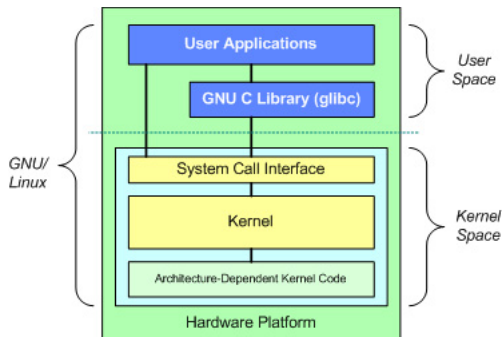 User Applications
GNU C Library (glibc)
User
Space
GNU/
Linux
System Call Interface
Kernel
Architecture-Dependent Kernel Code
Kernel
Space
Hardware Platform